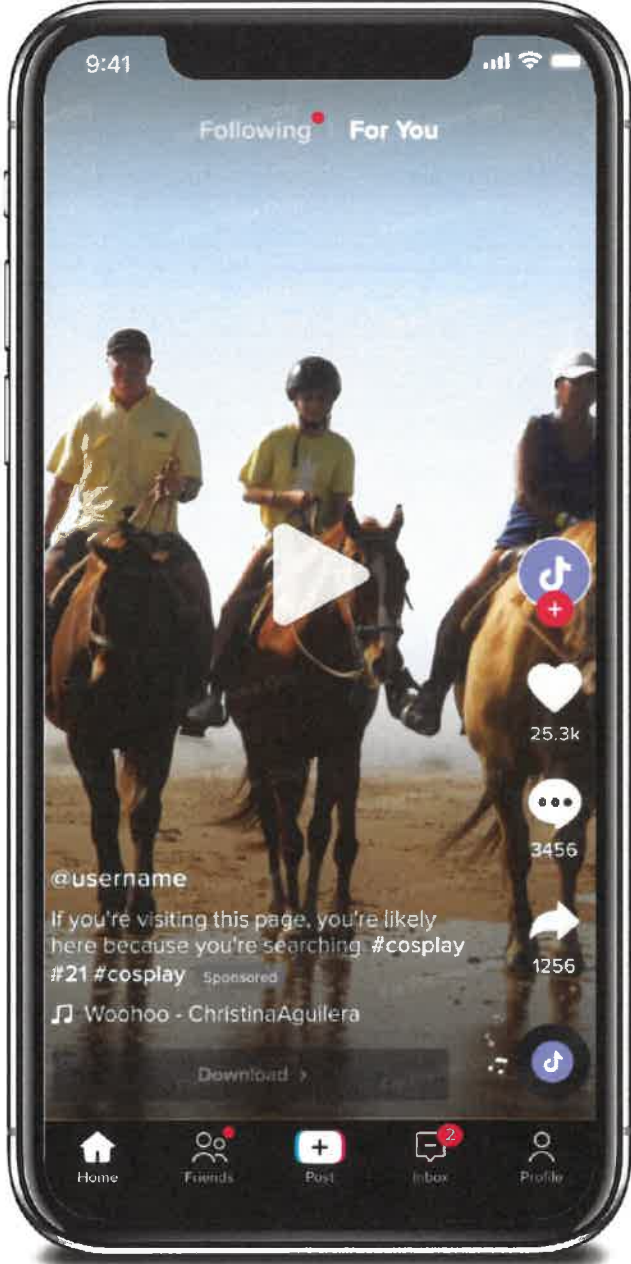 9:41
Following For You
25.3k
3456
@username
If you're visiting this page, you're likely
here because you're searching #cosplay
#21 #cosplay Sponsored
1256
Woohoo - ChristinaAguilera
Download >
2
Home Friends Post Inbox Profile